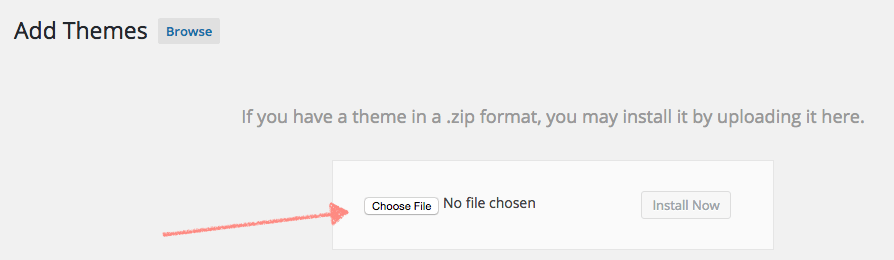 Add Themes Browse
If you have a theme in a .zip format, you may install it by uploading it here.
Choose File No file chosen Install Now